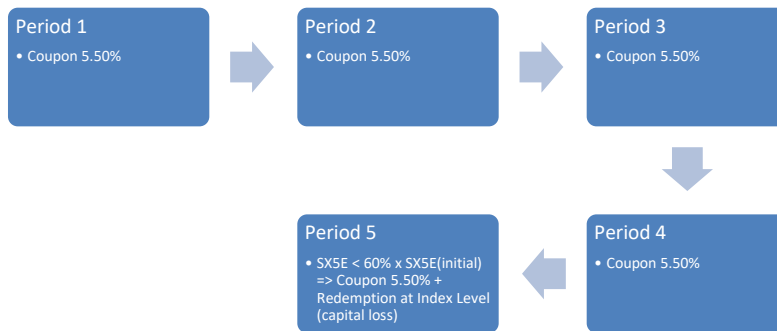 Period 1
• Coupon 5.50%
Period 2
• Coupon 5.50%
Period 3
• Coupon 5.50%
Period 4
• Coupon 5.50%
Period 5
• SX5E < 60% x SX5E(initial)
=> Coupon 5.50% +
Redemption at Index Level
(capital loss)